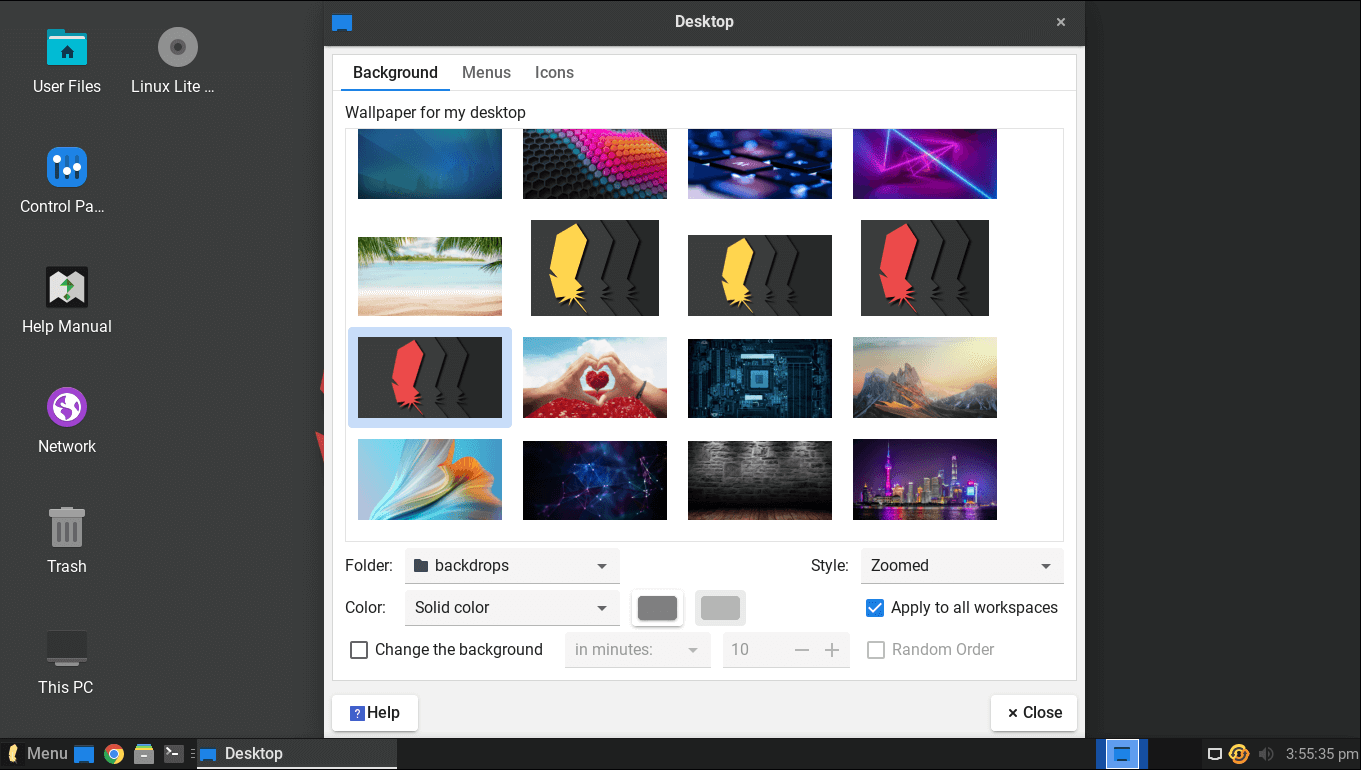 Desktop
User Files
Linux Lite ...
Control Pa...
Help Manual
Network
Trash
This PC
Background Menus Icons
Wallpaper for my desktop
Folder: backdrops Style: Zoomed
Color: Solid color Apply to all workspaces
Change the background in minutes: 10 Random Order
? Help
Close
Menu Desktop 3:55:35 pm